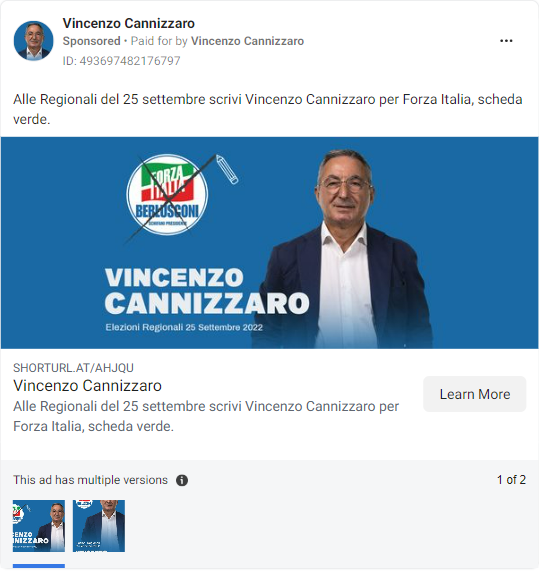 Vincenzo Cannizzaro
Sponsored • Paid for by Vincenzo Cannizzaro
ID: 493697482176797
Alle Regionali del 25 settembre scrivi Vincenzo Cannizzaro per Forza Italia, scheda
verde.
FORZA
ITALIA
BERLUSCONI
SCHIFANI PRESIDENTE
VINCENZO
CANNIZZARO
Elezioni Regionali 25 Settembre 2022
SHORTURL.AT/AHJQU
Vincenzo Cannizzaro
Alle Regionali del 25 settembre scrivi Vincenzo Cannizzaro per
Forza Italia, scheda verde.
Learn More
This ad has multiple versions
1 of 2